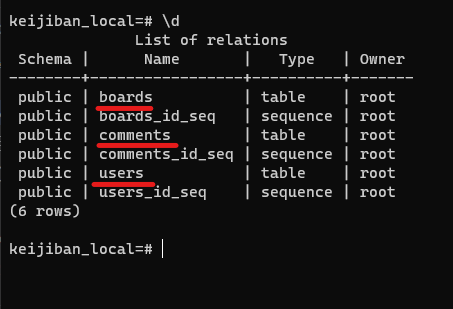 keijiban_local=# \d
List of relations
Schema | Name | Type | Owner
--------+-----------------+----------+-------
public | boards | table | root
public | boards_id_seq | sequence | root
public | comments | table | root
public | comments_id_seq | sequence | root
public | users | table | root
public | users_id_seq | sequence | root
(6 rows)
keijiban_local=#